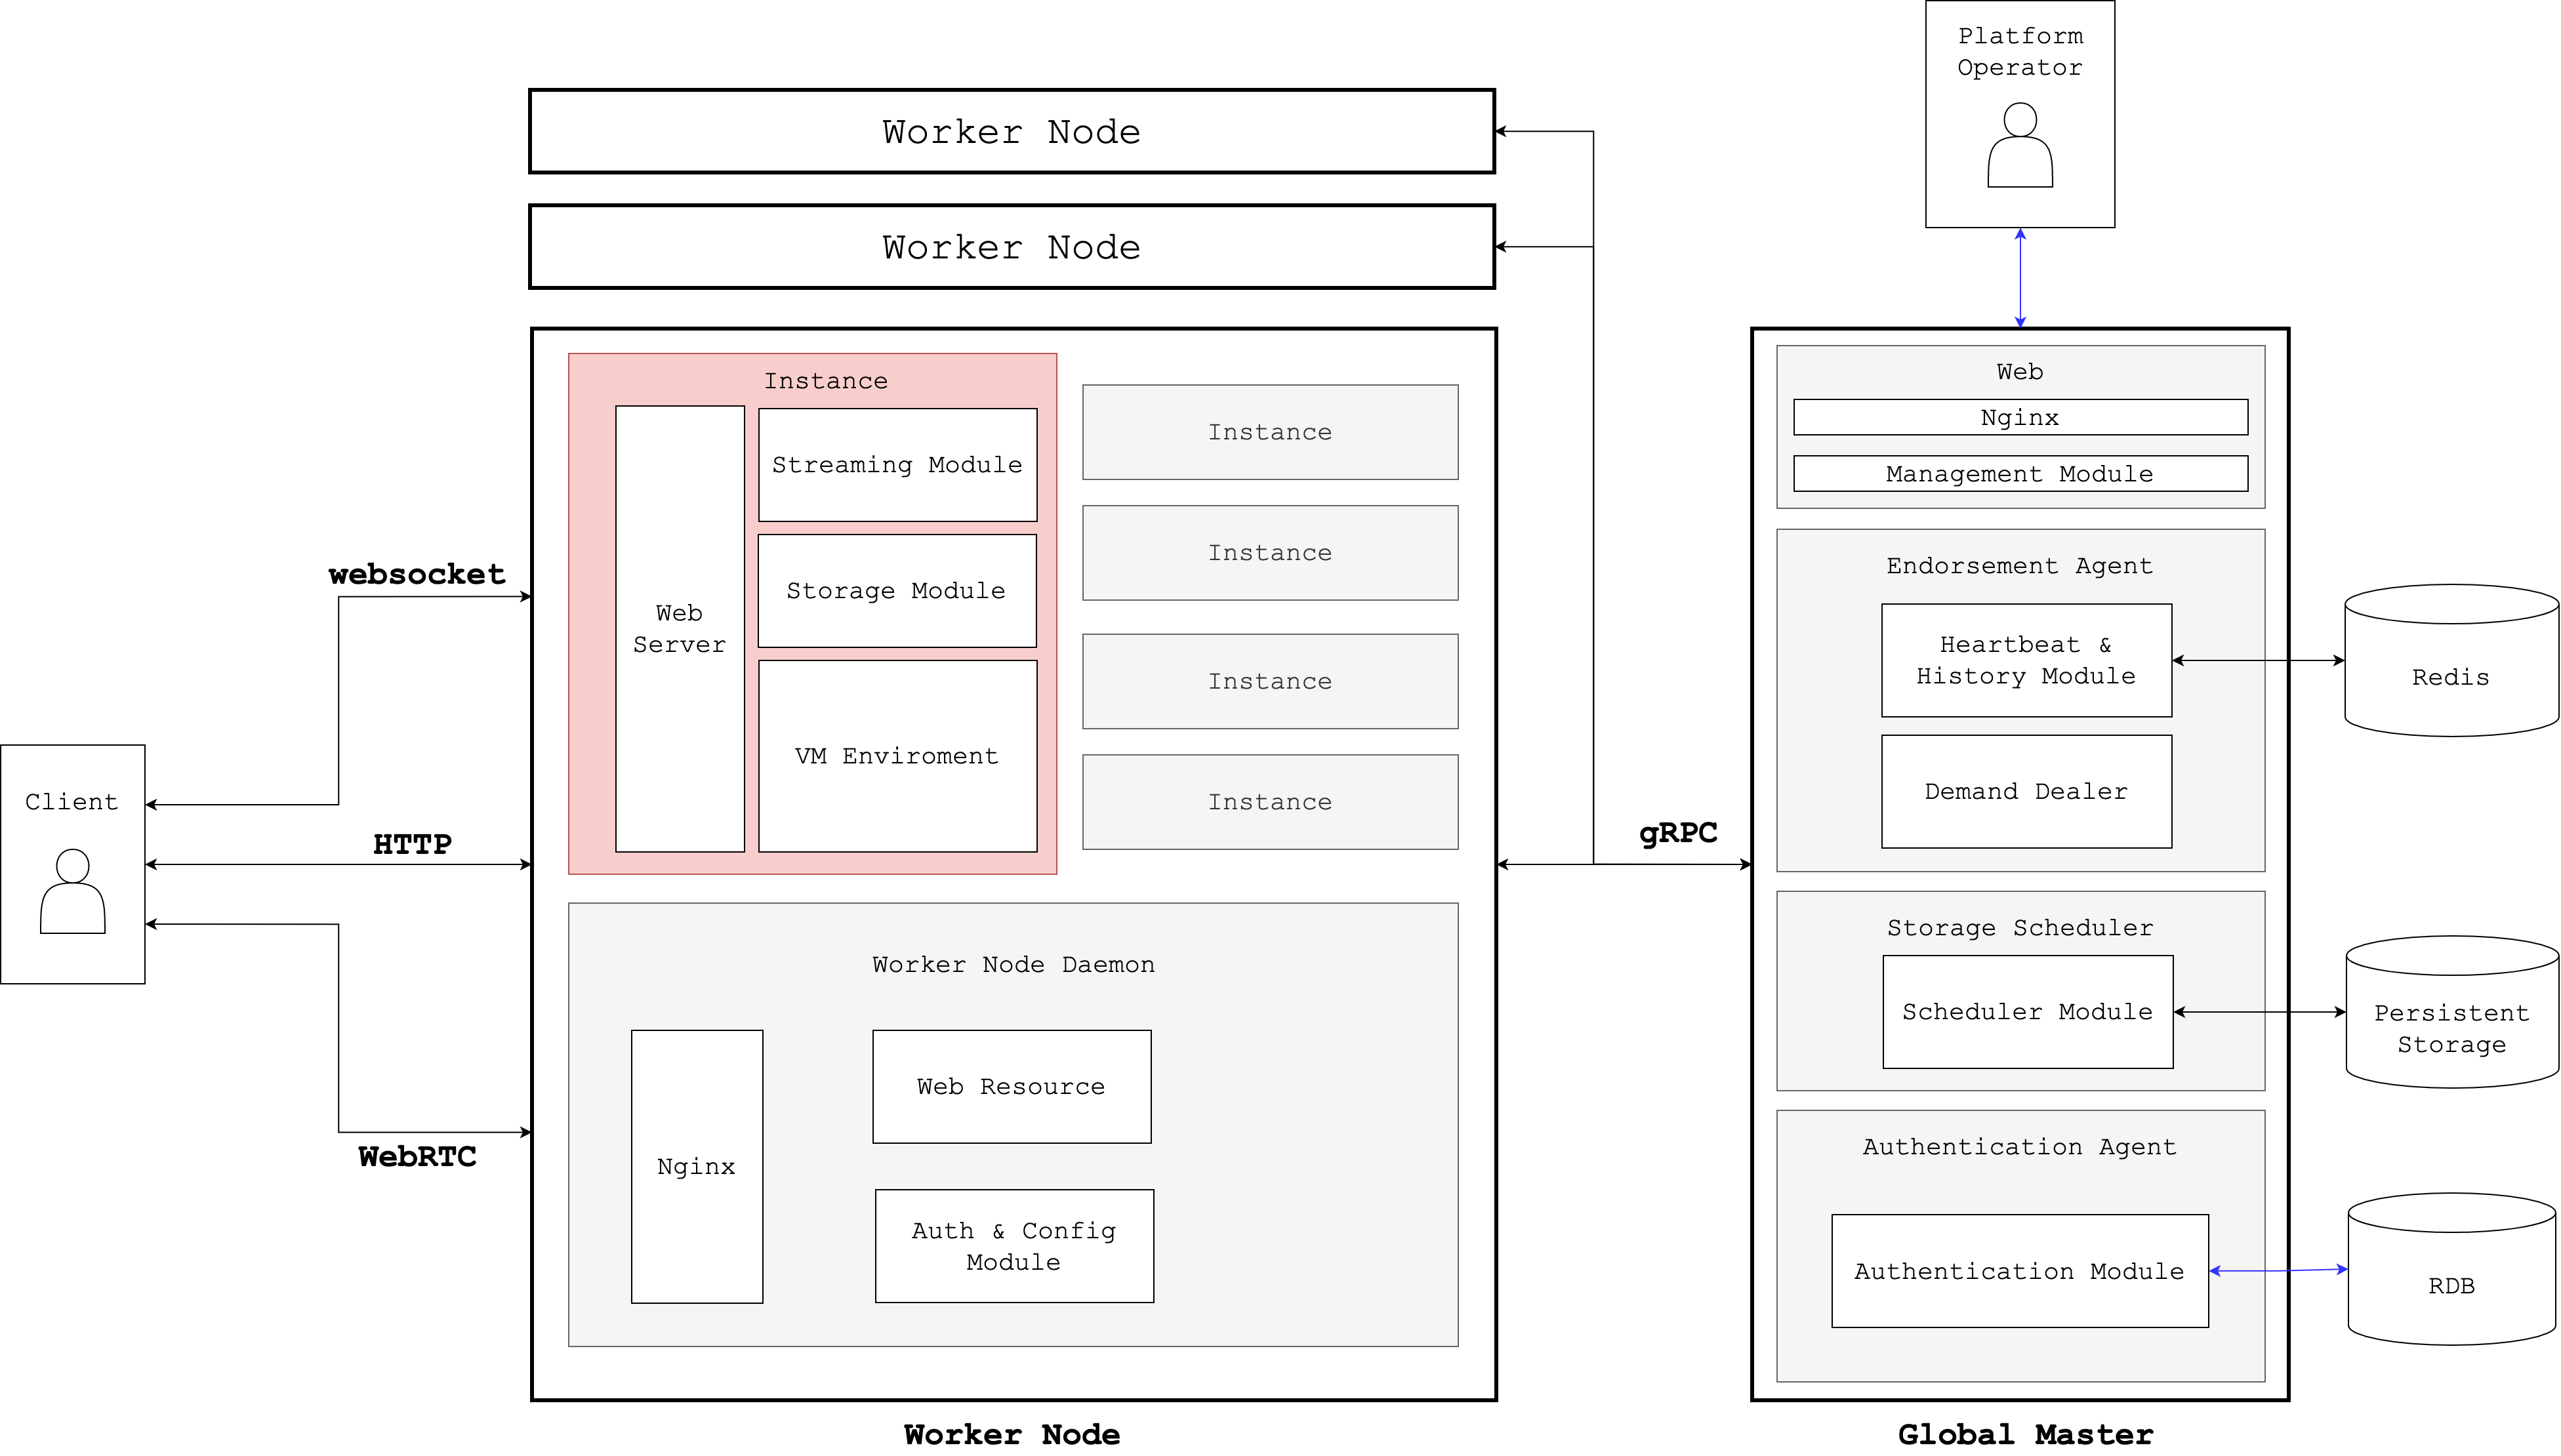 Platform
Operator
Worker Node
Worker Node
Instance
Web
Server
Streaming Module
Storage Module
VM Enviroment
Instance
Instance
Instance
Instance
Worker Node Daemon
Nginx
Web Resource
Auth & Config
Module
Worker Node
websocket
HTTP
WebRTC
Client
gRPC
Web
Nginx
Management Module
Endorsement Agent
Heartbeat &
History Module
Demand Dealer
Storage Scheduler
Scheduler Module
Authentication Agent
Authentication Module
Global Master
Redis
Persistent
Storage
RDB